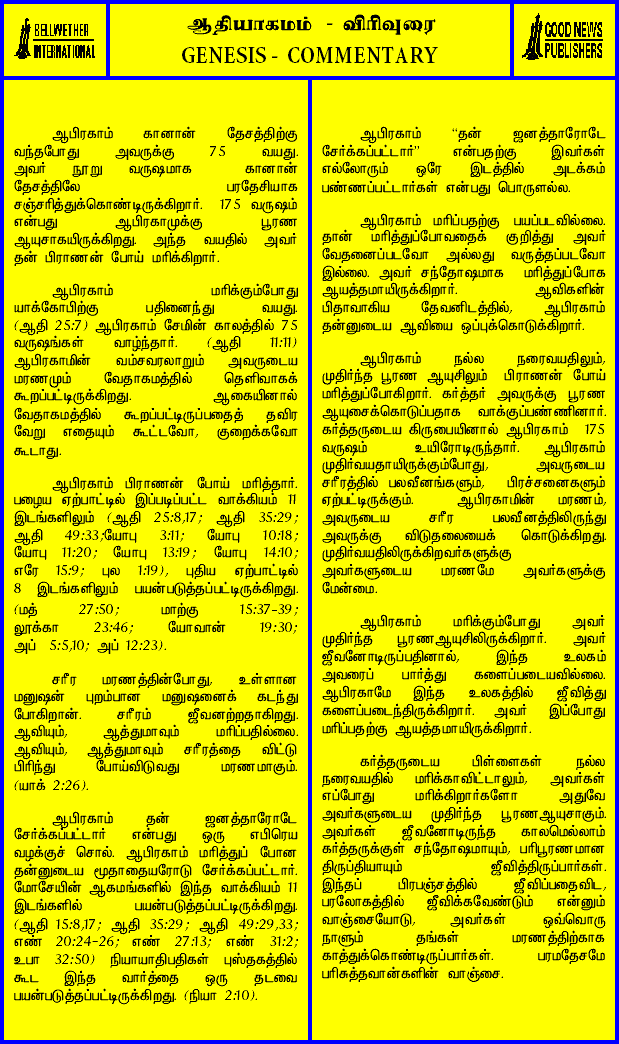 BELLWETHER
INTERNATIONAL
ஆதியாகமம் - விரிவுரை
GENESIS - COMMENTARY
GOOD NEWS
PUBLISHERS
ஆபிரகாம் கானான் தேசத்திற்கு
வந்தபோது அவருக்கு 75 வயது.
அவர் நூறு வருஷமாக கானான்
தேசத்திலே பரதேசியாக
சஞ்சரித்துக்கொண்டிருக்கிறார். 175 வருஷம்
என்பது ஆபிரகாமுக்கு பூரண
ஆயுசாகயிருக்கிறது. அந்த வயதில் அவர்
தன் பிராணன் போய் மரிக்கிறார்.
ஆபிரகாம் மரிக்கும்போது
யாக்கோபிற்கு பதினைந்து வயது.
(ஆதி 25:7) ஆபிரகாம் சேமின் காலத்தில் 75
வருஷங்கள் வாழ்ந்தார். (ஆதி 11:11)
ஆபிரகாமின் வம்சவரலாறும் அவருடைய
மரணமும் வேதாகமத்தில் தெளிவாகக்
கூறப்பட்டிருக்கிறது. ஆகையினால்
வேதாகமத்தில் கூறப்பட்டிருப்பதைத் தவிர
வேறு எதையும் கூட்டவோ, குறைக்கவோ
கூடாது.
ஆபிரகாம் பிராணன் போய் மரித்தார்.
பழைய ஏற்பாட்டில் இப்படிப்பட்ட வாக்கியம் 11
இடங்களிலும் (ஆதி 25:8,17; ஆதி 35:29;
ஆதி 49:33;யோபு 3:11; யோபு 10:18;
யோபு 11:20; யோபு 13:19; யோபு 14:10;
எரே 15:9; புல 1:19), புதிய ஏற்பாட்டில்
8 இடங்களிலும் பயன்படுத்தப்பட்டிருக்கிறது.
(மத் 27:50; மாற்கு 15:37-39;
லூக்கா 23:46; யோவான் 19:30;
அப் 5:5,10; அப் 12:23).
சரீர மரணத்தின்போது, உள்ளான
மனுஷன் புறம்பான மனுஷனைக் கடந்து
போகிறான். சரீரம் ஜீவனற்றதாகிறது.
ஆவியும், ஆத்துமாவும் மரிப்பதில்லை.
ஆவியும், ஆத்துமாவும் சரீரத்தை விட்டு
பிரிந்து போய்விடுவது மரணமாகும்.
(யாக் 2:26).
ஆபிரகாம் தன் ஜனத்தாரோடே
சேர்க்கப்பட்டார் என்பது ஒரு எபிரெய
வழக்குச் சொல். ஆபிரகாம் மரித்துப் போன
தன்னுடைய மூதாதையரோடு சேர்க்கப்பட்டார்.
மோசேயின் ஆகமங்களில் இந்த வாக்கியம் 11
இடங்களில் பயன்படுத்தப்பட்டிருக்கிறது.
(ஆதி 15:8,17; ஆதி 35:29; ஆதி 49:29,33;
எண் 20:24-26; எண் 27:13; எண் 31:2;
உபா 32:50) நியாயாதிபதிகள் புஸ்தகத்தில்
கூட இந்த வார்த்தை ஒரு தடவை
பயன்படுத்தப்பட்டிருக்கிறது. (நியா 2:10).
ஆபிரகாம் “தன் ஜனத்தாரோடே
சேர்க்கப்பட்டார்” என்பதற்கு இவர்கள்
எல்லோரும் ஒரே இடத்தில் அடக்கம்
பண்ணப்பட்டார்கள் என்பது பொருளல்ல.
ஆபிரகாம் மரிப்பதற்கு பயப்படவில்லை.
தான் மரித்துப்போவதைக் குறித்து அவர்
வேதனைப்படவோ அல்லது வருத்தப்படவோ
இல்லை. அவர் சந்தோஷமாக மரித்துப்போக
ஆயத்தமாயிருக்கிறார். ஆவிகளின்
பிதாவாகிய தேவனிடத்தில், ஆபிரகாம்
தன்னுடைய ஆவியை ஒப்புக்கொடுக்கிறார்.
ஆபிரகாம் நல்ல நரைவயதிலும்,
முதிர்ந்த பூரண ஆயுசிலும் பிராணன் போய்
மரித்துப்போகிறார். கர்த்தர் அவருக்கு பூரண
ஆயுசைக்கொடுப்பதாக வாக்குப்பண்ணினார்.
கர்த்தருடைய கிருபையினால் ஆபிரகாம் 175
வருஷம் உயிரோடிருந்தார். ஆபிரகாம்
முதிர்வயதாயிருக்கும்போது, அவருடைய
சரீரத்தில் பலவீனங்களும், பிரச்சனைகளும்
ஏற்பட்டிருக்கும். ஆபிரகாமின் மரணம்,
அவருடைய சரீர பலவீனத்திலிருந்து
அவருக்கு விடுதலையைக் கொடுக்கிறது.
முதிர்வயதிலிருக்கிறவர்களுக்கு
அவர்களுடைய மரணமே அவர்களுக்கு
மேன்மை.
ஆபிரகாம் மரிக்கும்போது அவர்
முதிர்ந்த பூரணஆயுசிலிருக்கிறார். அவர்
ஜீவனோடிருப்பதினால், இந்த உலகம்
அவரைப் பார்த்து களைப்படையவில்லை.
ஆபிரகாமே இந்த உலகத்தில் ஜீவித்து
களைப்படைந்திருக்கிறார். அவர் இப்போது
மரிப்பதற்கு ஆயத்தமாயிருக்கிறார்.
கர்த்தருடைய பிள்ளைகள் நல்ல
நரைவயதில் மரிக்காவிட்டாலும், அவர்கள்
எப்போது மரிக்கிறார்களோ அதுவே
அவர்களுடைய முதிர்ந்த பூரணஆயுசாகும்.
அவர்கள் ஜீவனோடிருந்த காலமெல்லாம்
கர்த்தருக்குள் சந்தோஷமாயும், பரிபூரணமான
திருப்தியாயும் ஜீவித்திருப்பார்கள்.
இந்தப் பிரபஞ்சத்தில் ஜீவிப்பதைவிட,
பரலோகத்தில் ஜீவிக்கவேண்டும் என்னும்
வாஞ்சையோடு, அவர்கள் ஒவ்வொரு
நாளும் தங்கள் மரணத்திற்காக
காத்துக்கொண்டிருப்பார்கள். பரமதேசமே
பரிசுத்தவான்களின் வாஞ்சை.